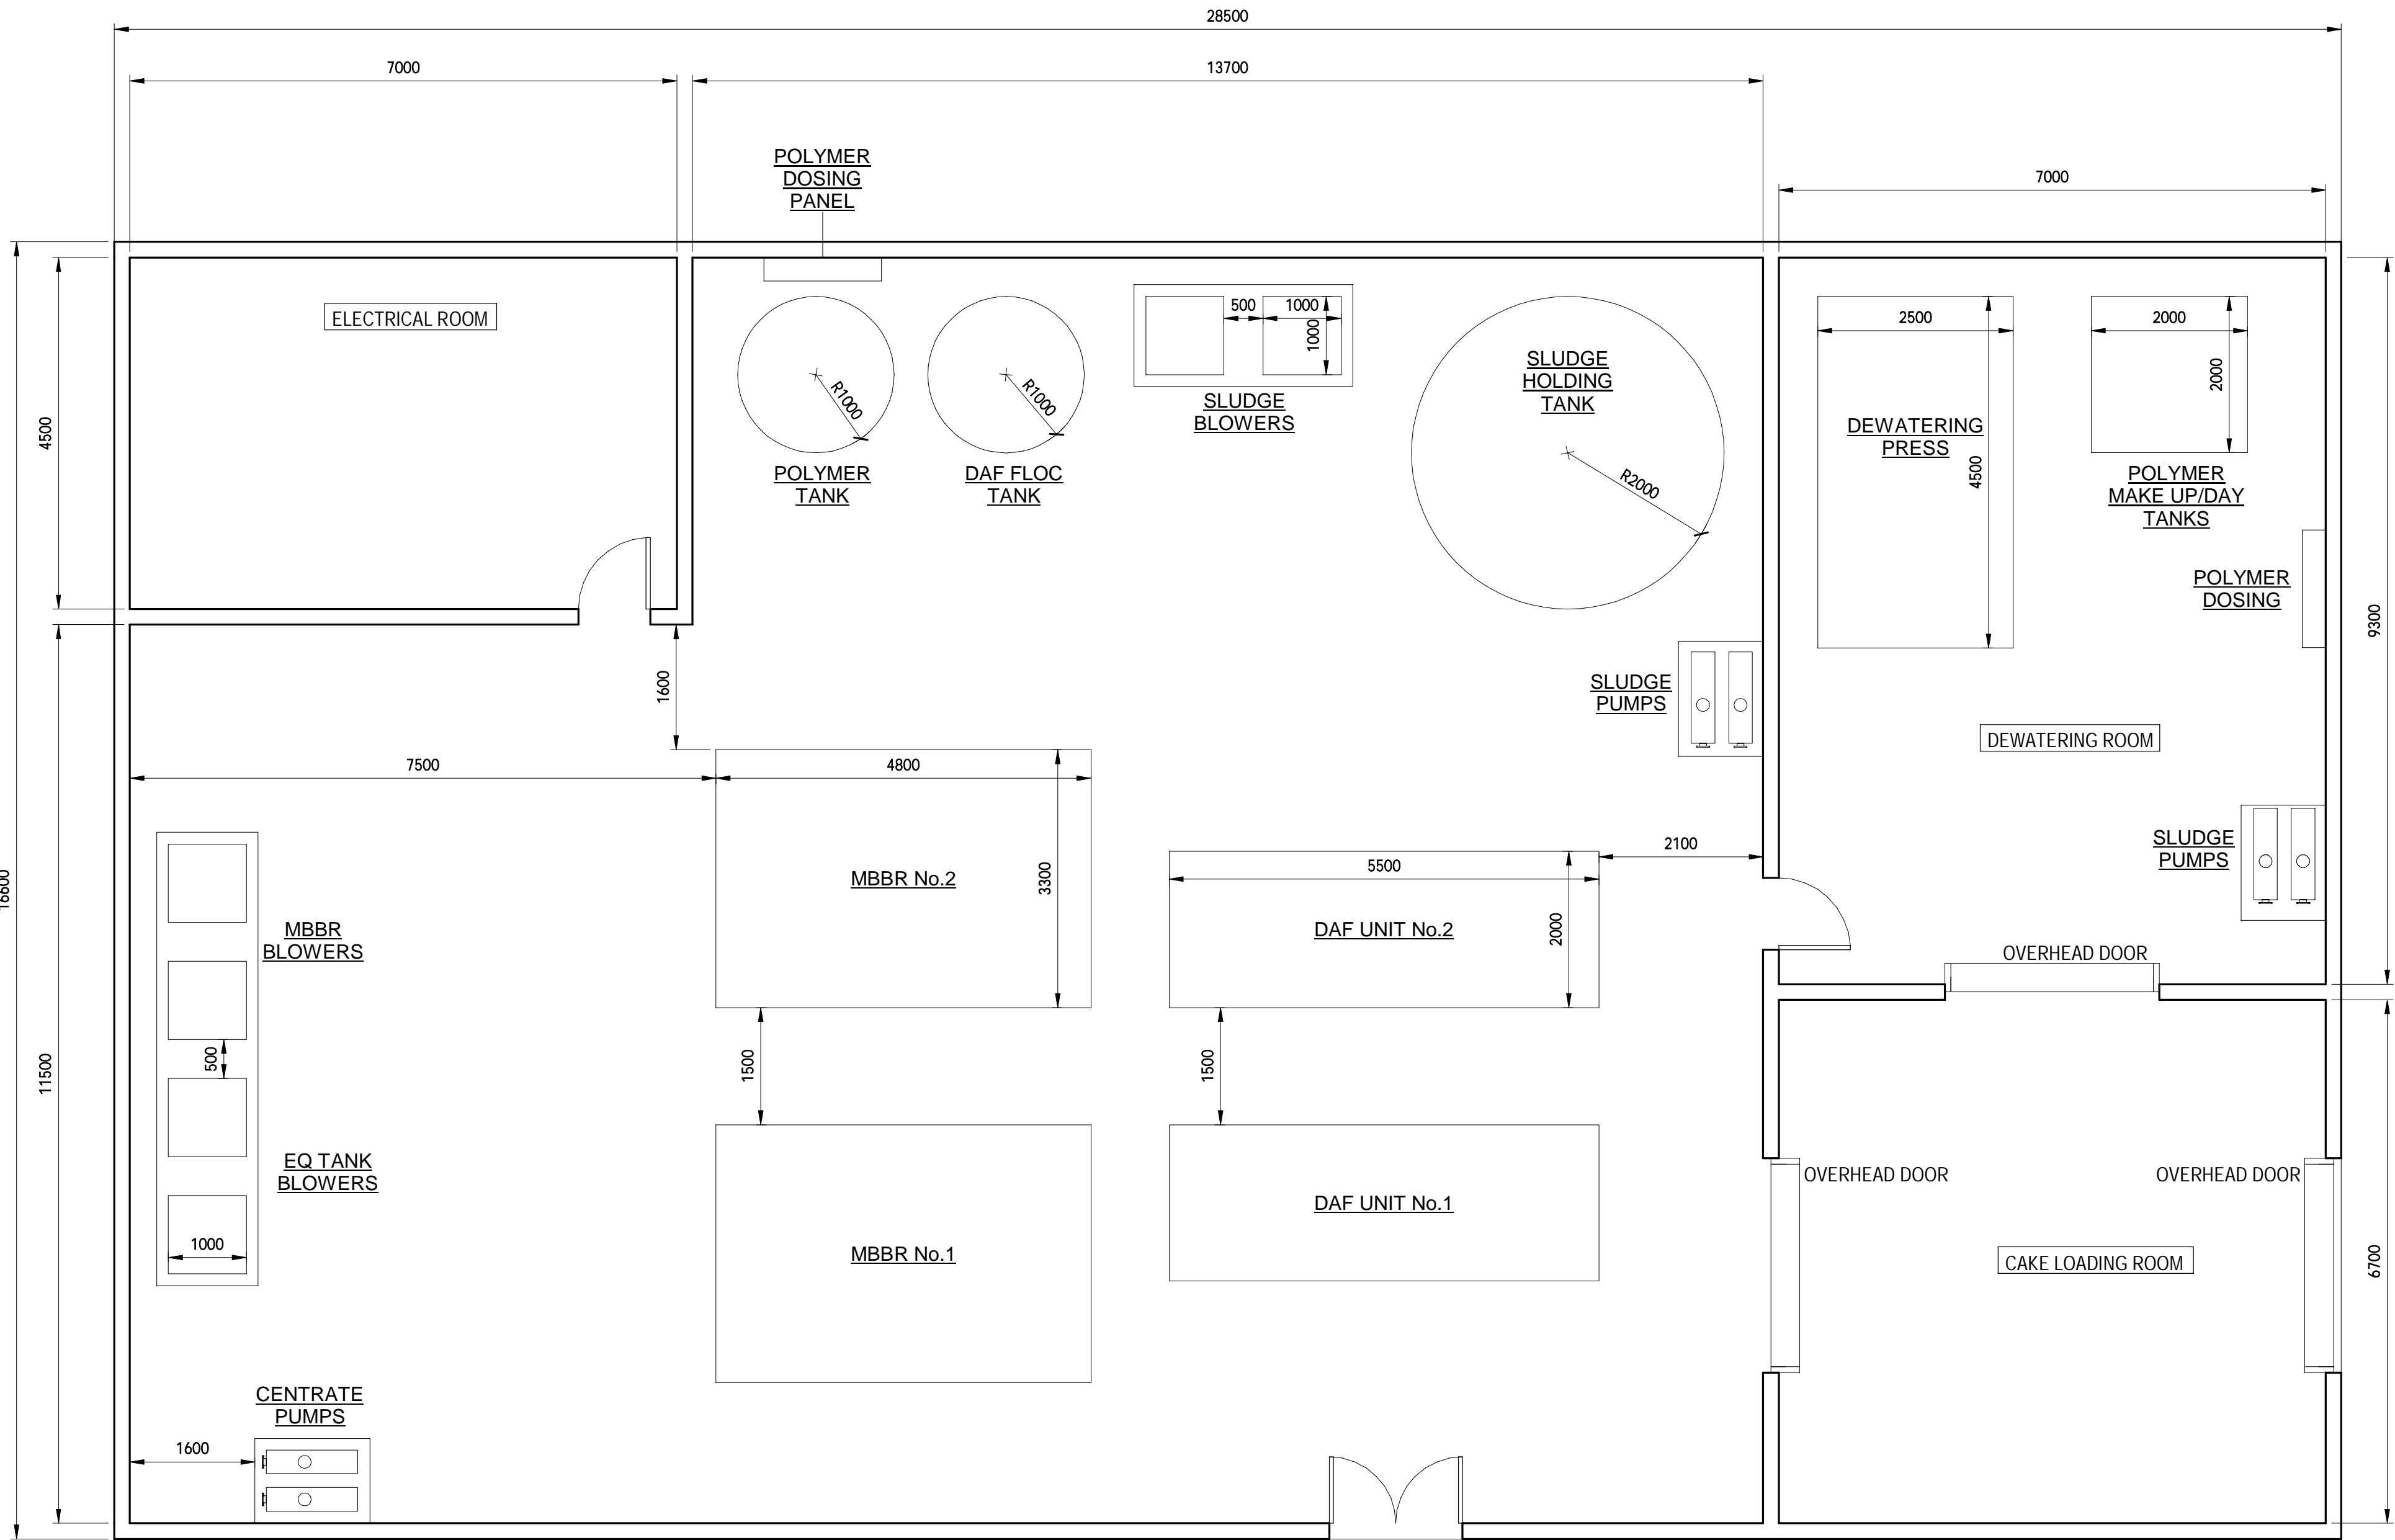 28500
7000
13700
7000
POLYMER
DOSING
PANEL
ELECTRICAL ROOM
4500
R1000
POLYMER
TANK
R1000
DAF FLOC
TANK
500
1000
1000
SLUDGE
BLOWERS
SLUDGE
HOLDING
TANK
R2000
2500
4500
DEWATERING
PRESS
2000
2000
POLYMER
MAKE UP/DAY
TANKS
POLYMER
DOSING
9300
1600
SLUDGE
PUMPS
DEWATERING ROOM
7500
4800
3300
MBBR No.2
5500
2000
DAF UNIT No.2
2100
SLUDGE
PUMPS
OVERHEAD DOOR
16600
11500
MBBR
BLOWERS
500
EQ TANK
BLOWERS
1000
1500
1500
MBBR No.1
DAF UNIT No.1
OVERHEAD DOOR
OVERHEAD DOOR
CAKE LOADING ROOM
6700
CENTRATE
PUMPS
1600